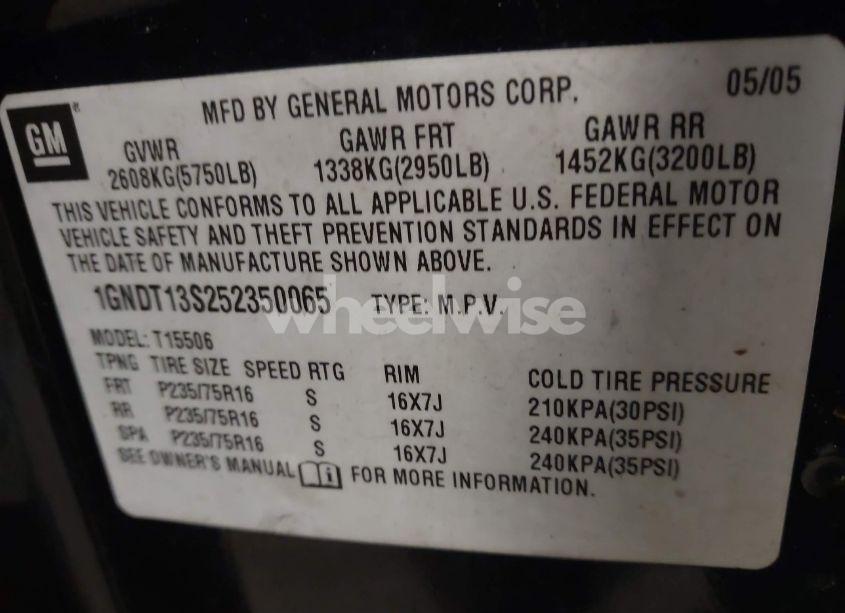 GM
MFD BY GENERAL MOTORS CORP. 05/05
GVWR GAWR FRT GAWR RR
2608KG(5750LB) 1338KG(2950LB) 1452KG(3200LB)
THIS VEHICLE CONFORMS TO ALL APPLICABLE U.S. FEDERAL MOTOR
VEHICLE SAFETY AND THEFT PREVENTION STANDARDS IN EFFECT ON
THE DATE OF MANUFACTURE SHOWN ABOVE.
1GNDT13S252350065 TYPE: M.P.V.
wheelwise
MODEL: T15506
TPNG TIRE SIZE SPEED RTG RIM COLD TIRE PRESSURE
FRT P235/75R16 S 16X7J 210KPA(30PSI)
RR P235/75R16 S 16X7J 240KPA(35PSI)
SPA P235/75R16 S 16X7J 240KPA(35PSI)
SEE OWNER'S MANUAL FOR MORE INFORMATION.